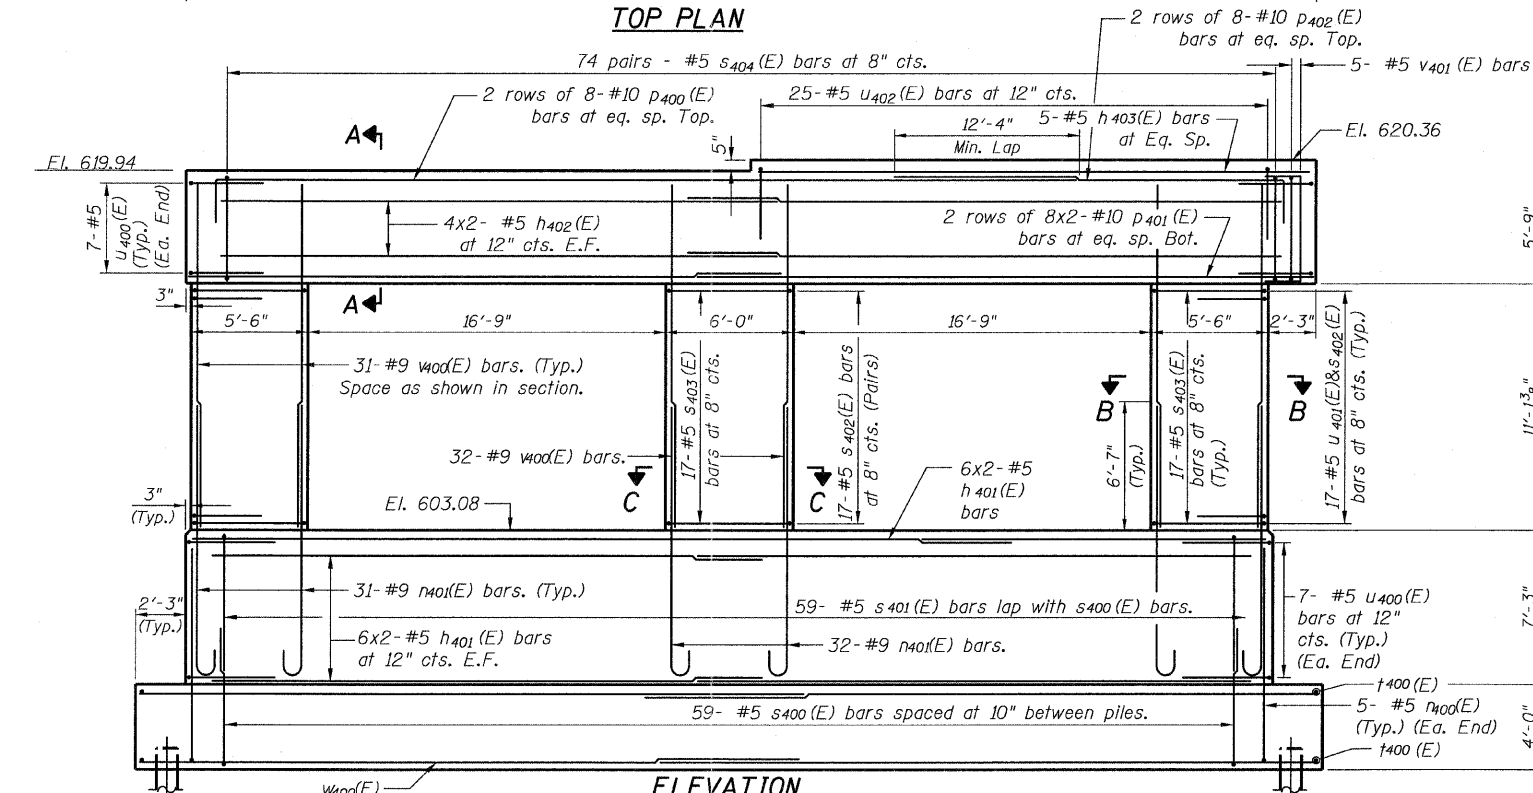 TOP PLAN
2 rows of 8-#10 p402(E)
bars at eq. sp. Top.
74 pairs - #5 s404(E) bars at 8" cts.
5- #5 v401(E) bars
2 rows of 8-#10 p400(E)
bars at eq. sp. Top.
25-#5 u402(E) bars at 12" cts.
A
12'-4"
Min. Lap
5-#5 h403(E) bars
at Eq. Sp.
El. 620.36
5"
El. 619.94
7-#5
u400(E)
(Typ.)
(Ea. End)
4x2- #5 h402(E)
at 12" cts. E.F.
2 rows of 8x2-#10 p401(E)
bars at eq. sp. Bot.
5'-9"
3"
A
5'-6"
16'-9"
6'-0"
16'-9"
5'-6"
2'-3"
31-#9 v400(E) bars. (Typ.)
Space as shown in section.
17-#5 s403(E)
bars at 8" cts.
17-#5 s402(E) bars
at 8" cts. (Pairs)
B
17-#5 s403(E)
bars at 8" cts.
(Typ.)
B
17-#5 u401(E)&s402(E)
bars at 8" cts. (Typ.)
6'-7"
(Typ.)
32-#9 v400(E) bars.
C
C
6x2-#5
h401(E)
bars
3"
(Typ.)
El. 603.08
31-#9 n401(E) bars. (Typ.)
2'-3"
(Typ.)
59- #5 s401(E) bars lap with s400(E) bars.
6x2-#5 h401(E) bars
at 12" cts. E.F.
32-#9 n401(E) bars.
7- #5 u400(E)
bars at 12"
cts. (Typ.)
(Ea. End)
7'-3"
t400(E)
59- #5 s400(E) bars spaced at 10" between piles.
5- #5 n400(E)
(Typ.) (Ea. End)
t400(E)
4'-0"
w400(E)
ELEVATION